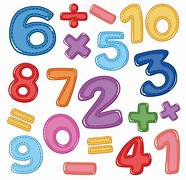 6 × 5 ÷
8 7 3 10
= 2 +
9 0 = - 4 1